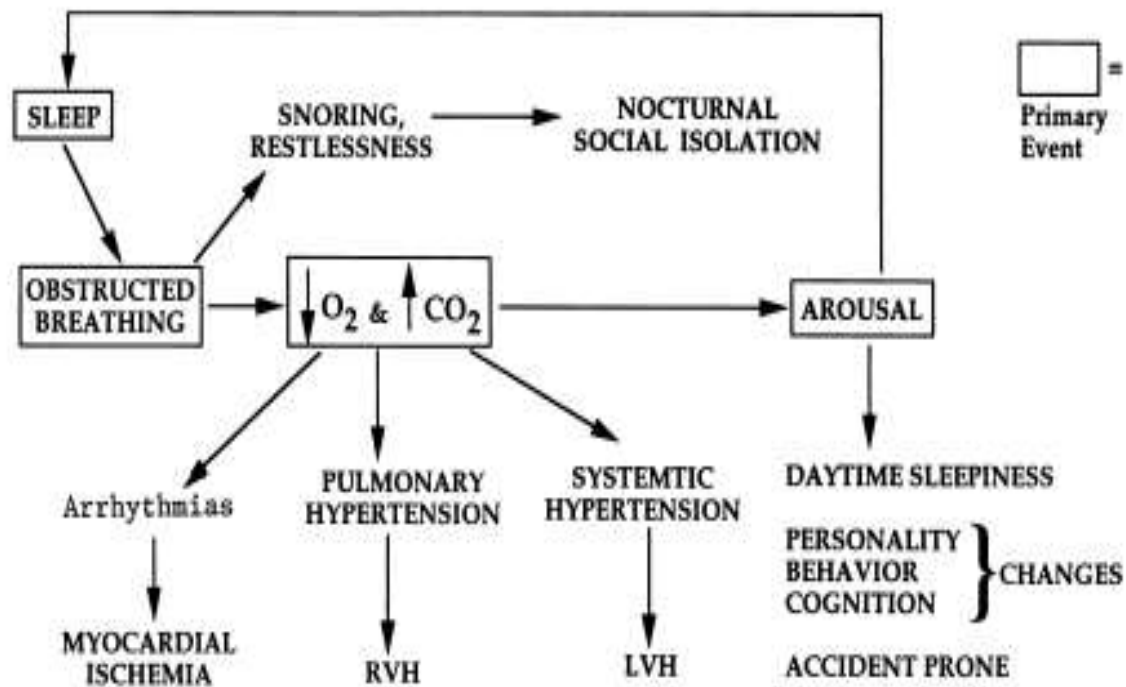 SLEEP
SNORING,
RESTLESSNESS
NOCTURNAL
SOCIAL ISOLATION
=
Primary
Event
OBSTRUCTED
BREATHING
↓O₂ & ↑CO₂
AROUSAL
Arrhythmias
PULMONARY
HYPERTENSION
SYSTEMTIC
HYPERTENSION
DAYTIME SLEEPINESS
PERSONALITY
BEHAVIOR
COGNITION
} CHANGES
MYOCARDIAL
ISCHEMIA
RVH
LVH
ACCIDENT PRONE